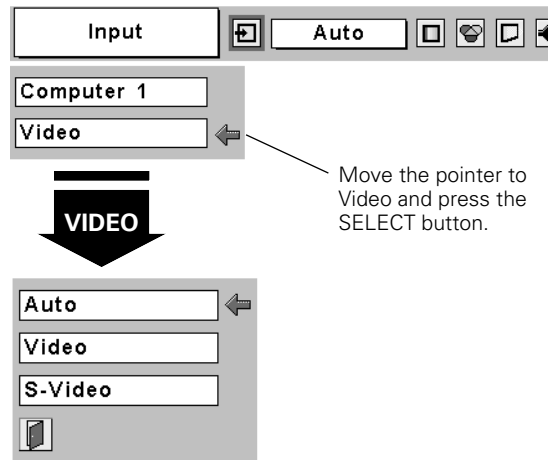 Input
Auto
Computer 1
Video
Move the pointer to
Video and press the
SELECT button.
VIDEO
Auto
Video
S-Video